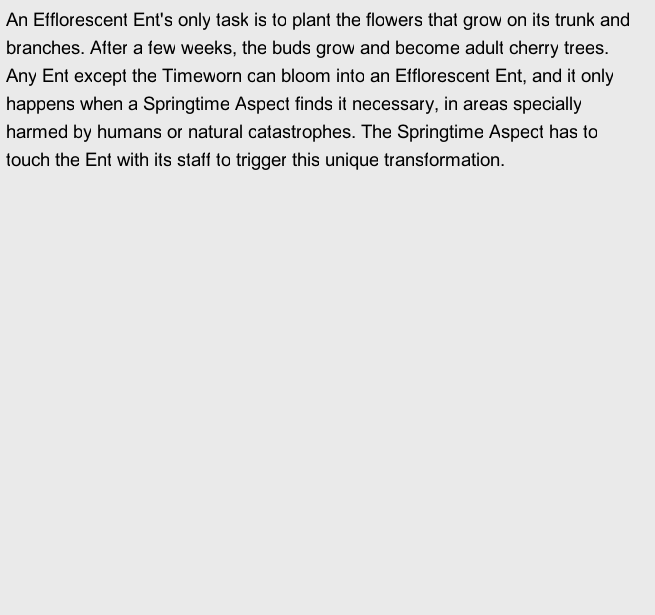 An Efflorescent Ent's only task is to plant the flowers that grow on its trunk and
branches. After a few weeks, the buds grow and become adult cherry trees.
Any Ent except the Timeworn can bloom into an Efflorescent Ent, and it only
happens when a Springtime Aspect finds it necessary, in areas specially
harmed by humans or natural catastrophes. The Springtime Aspect has to
touch the Ent with its staff to trigger this unique transformation.